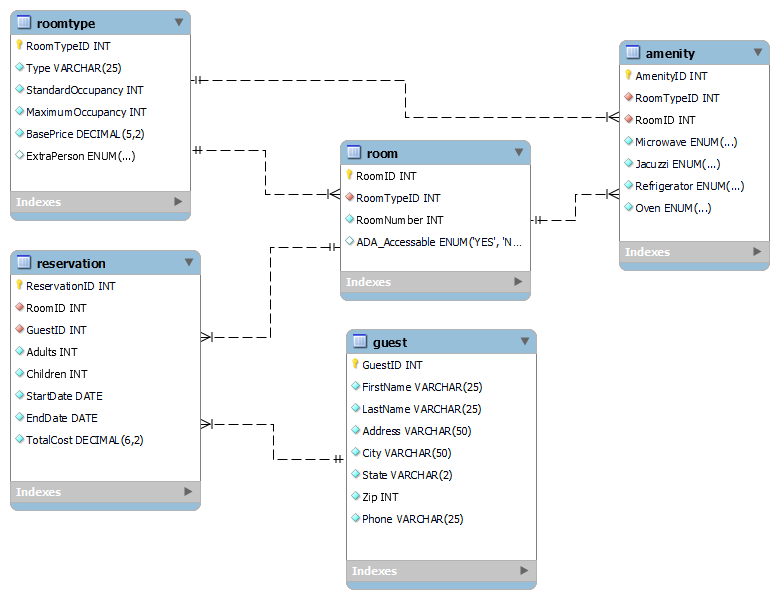 roomtype
RoomTypeID INT
Type VARCHAR(25)
StandardOccupancy INT
MaximumOccupancy INT
BasePrice DECIMAL(5,2)
ExtraPerson ENUM(...)
Indexes
amenity
AmenityID INT
RoomTypeID INT
RoomID INT
Microwave ENUM(...)
Jacuzzi ENUM(...)
Refrigerator ENUM(...)
Oven ENUM(...)
Indexes
room
RoomID INT
RoomTypeID INT
RoomNumber INT
ADA_Accessable ENUM('YES', 'N...
Indexes
reservation
ReservationID INT
RoomID INT
GuestID INT
Adults INT
Children INT
StartDate DATE
EndDate DATE
TotalCost DECIMAL(6,2)
Indexes
guest
GuestID INT
FirstName VARCHAR(25)
LastName VARCHAR(25)
Address VARCHAR(50)
City VARCHAR(50)
State VARCHAR(2)
Zip INT
Phone VARCHAR(25)
Indexes